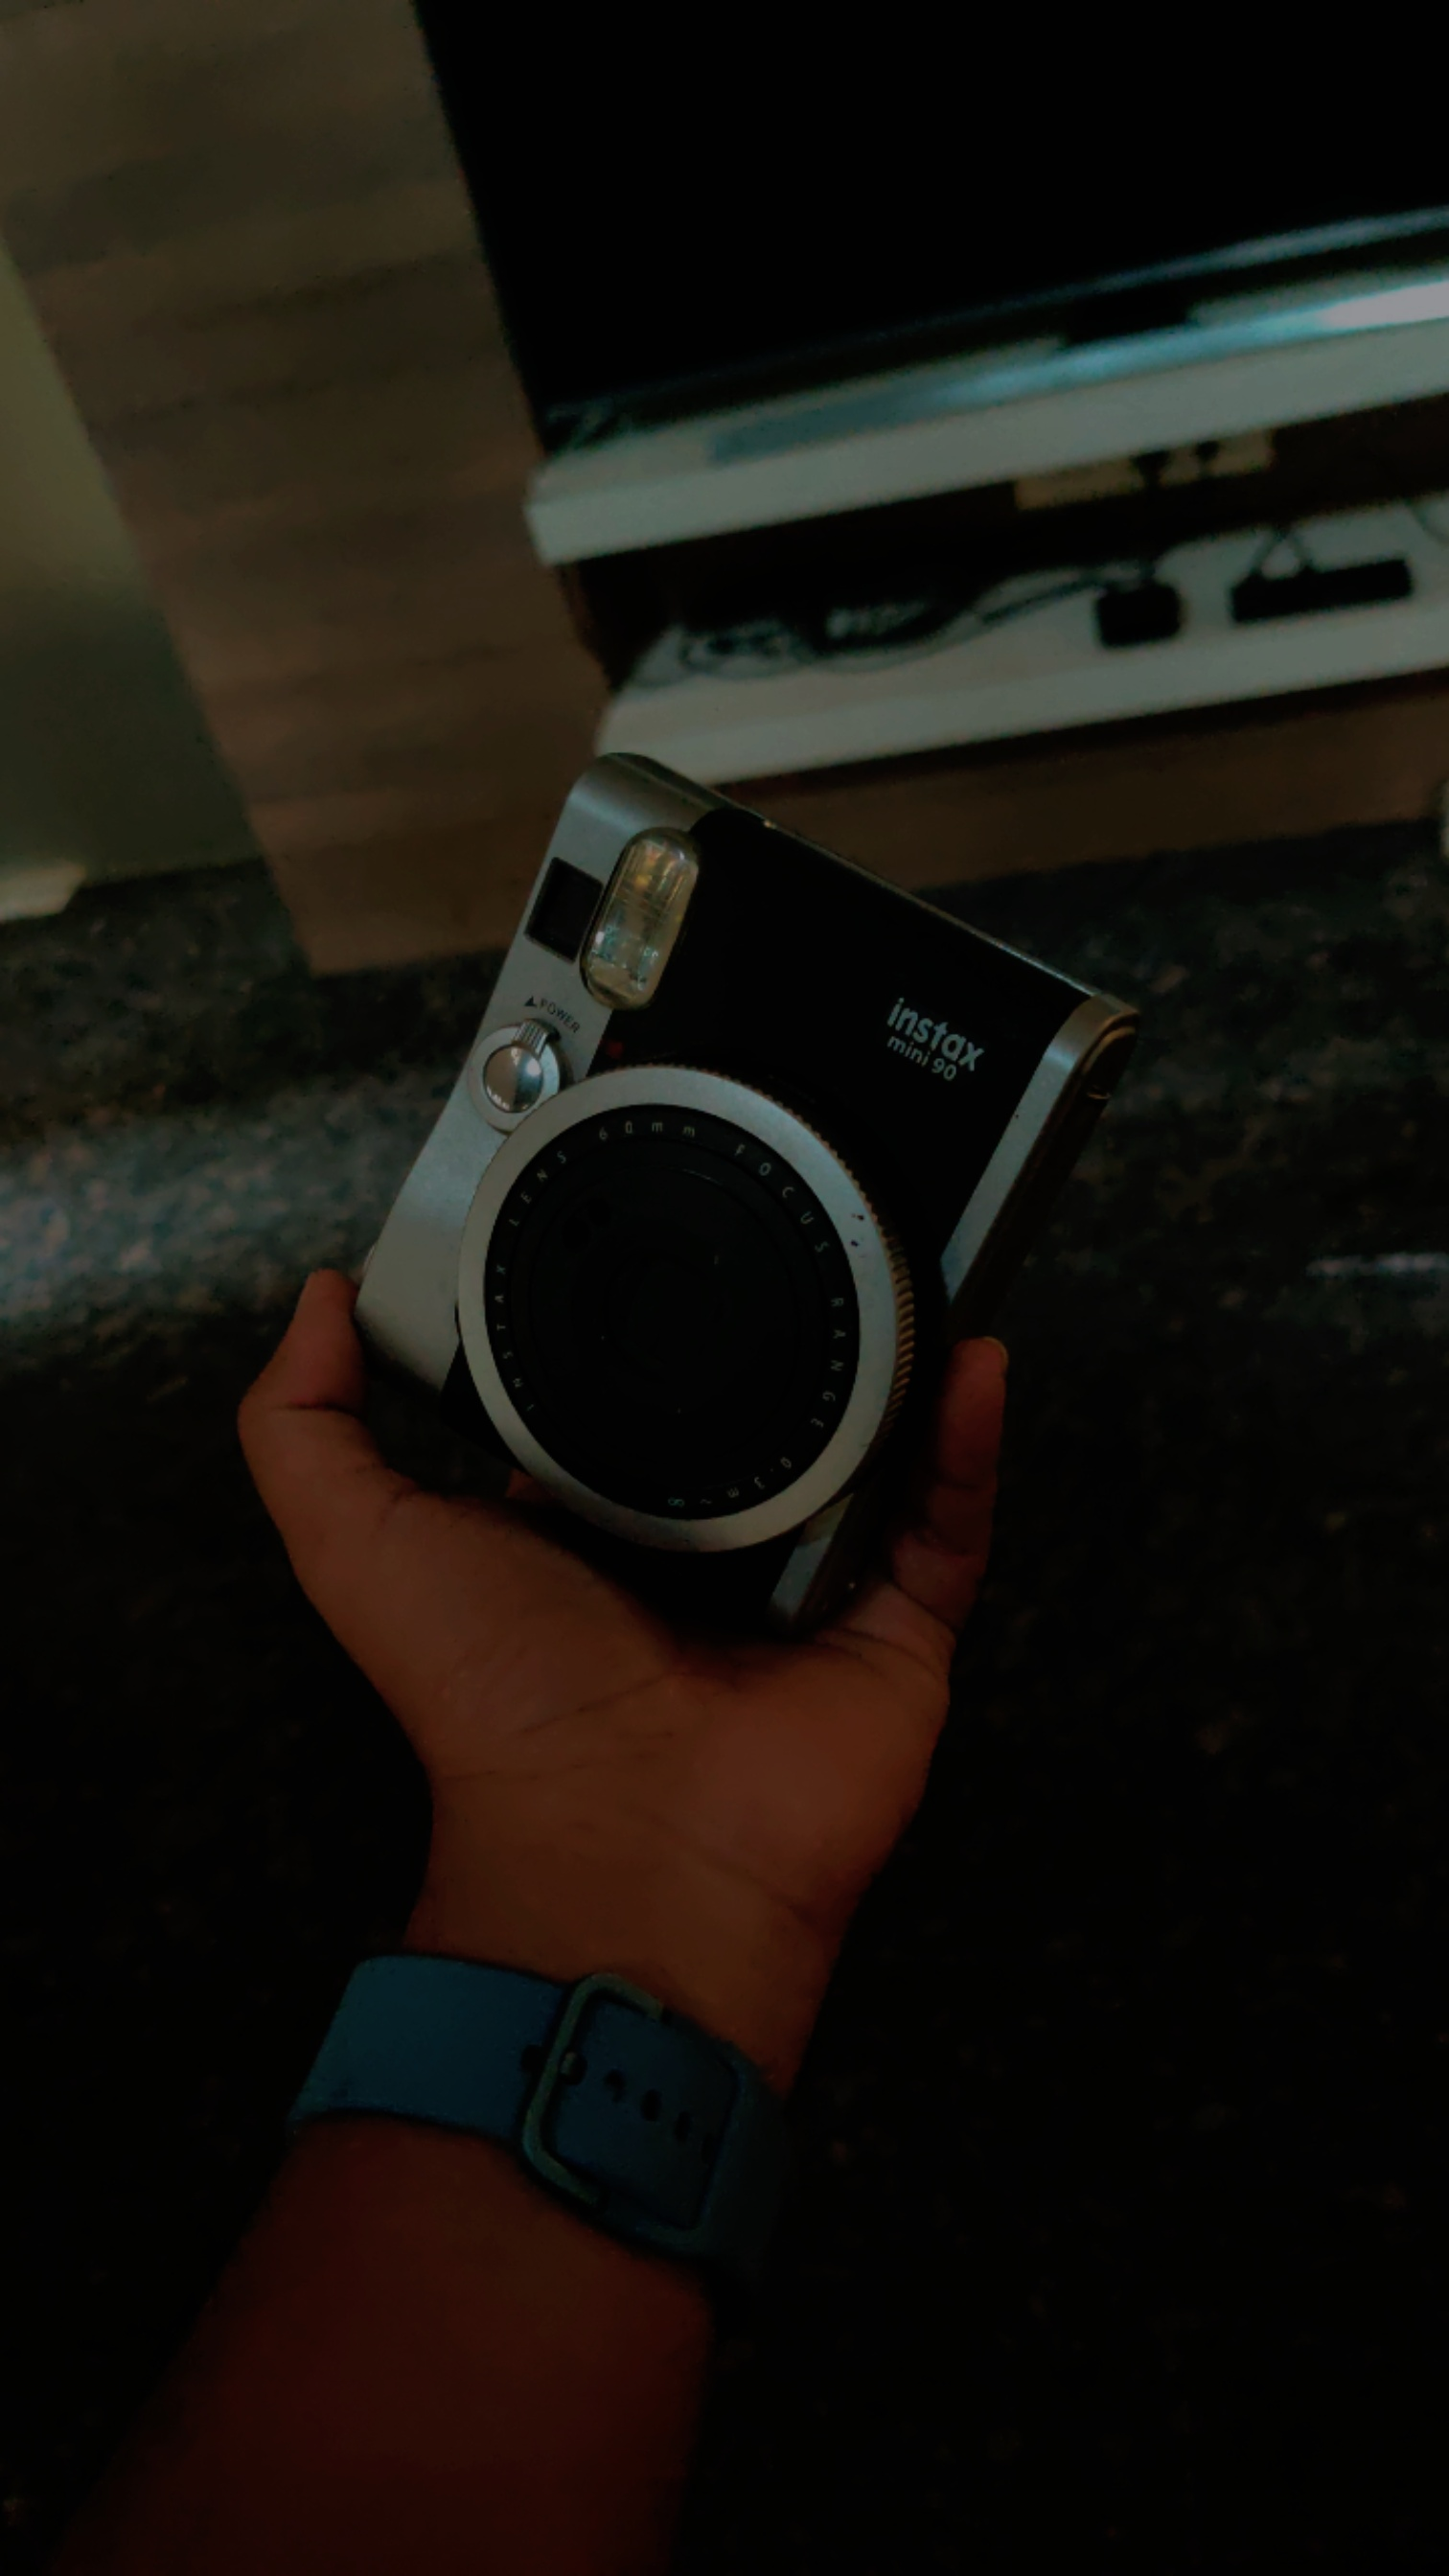 ▲POWER
instax
mini 90
INSTAX LENS 60mm FOCUS RANGE 0.3m~∞